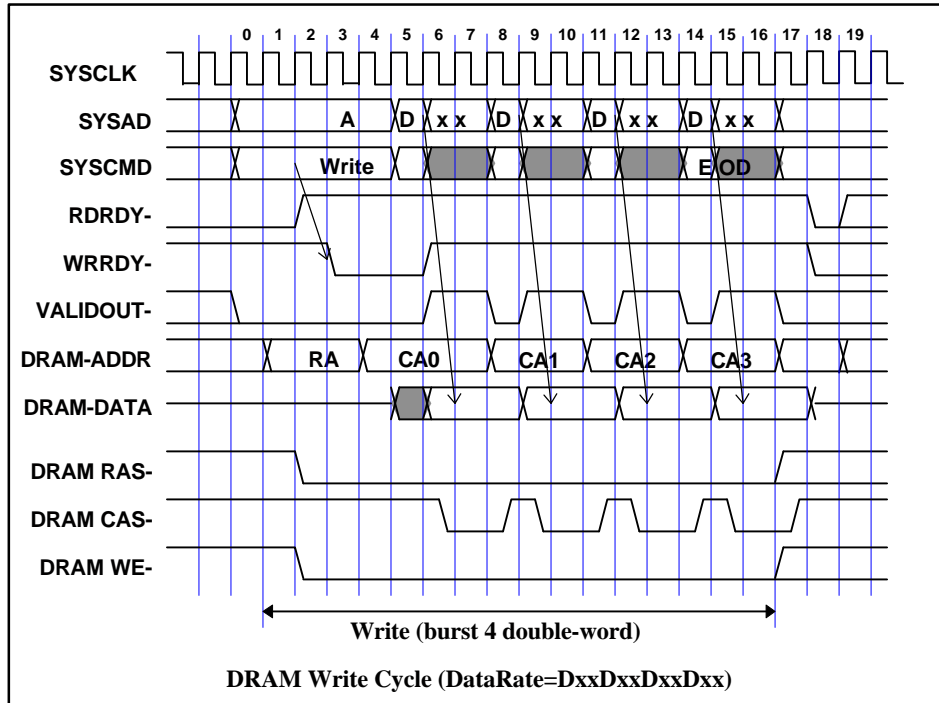 0 1 2 3 4 5 6 7 8 9 10 11 12 13 14 15 16 17 18 19
SYSCLK
SYSAD A D x x D x x D x x D x x
SYSCMD Write EOD
RDRDY-
WRRDY-
VALIDOUT-
DRAM-ADDR RA CA0 CA1 CA2 CA3
DRAM-DATA
DRAM RAS-
DRAM CAS-
DRAM WE-
Write (burst 4 double-word)
DRAM Write Cycle (DataRate=DxxDxxDxxDxx)